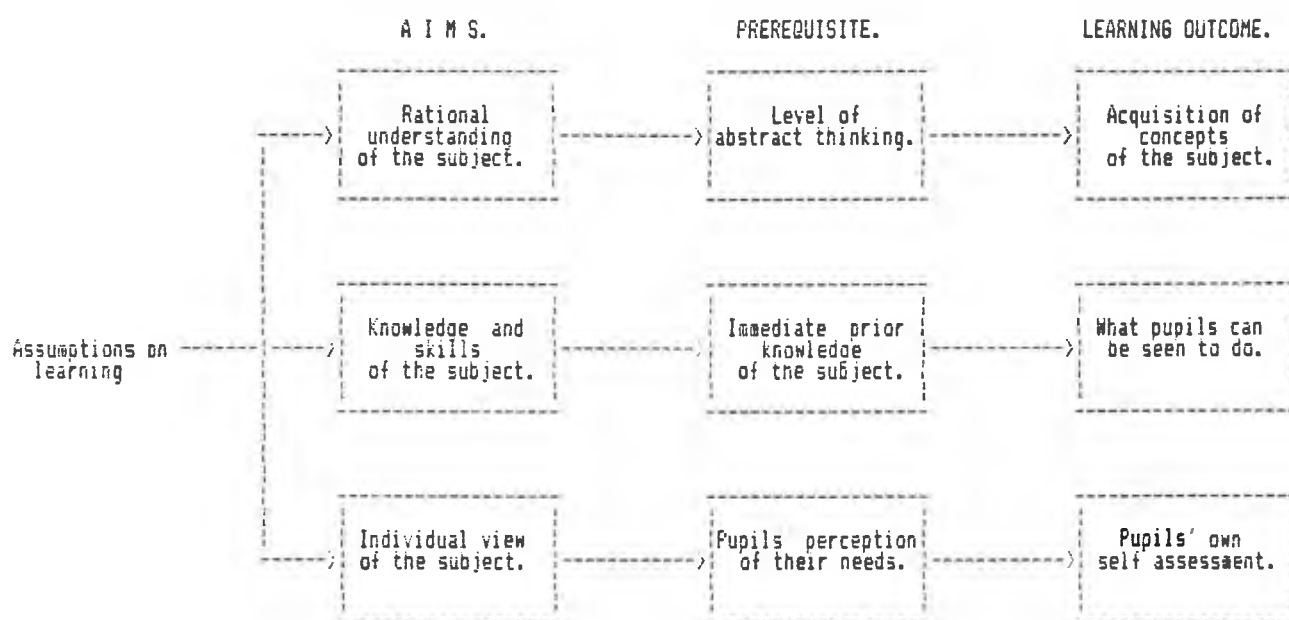 A I M S.
PREREQUISITE.
LEARNING OUTCOME.
Rational
understanding
of the subject.
Level of
abstract thinking.
Acquisition of
concepts
of the subject.
Assumptions on
learning
Knowledge and
skills
of the subject.
Immediate prior
knowledge
of the subject.
What pupils can
be seen to do.
Individual view
of the subject.
Pupils perception
of their needs.
Pupils' own
self assessment.